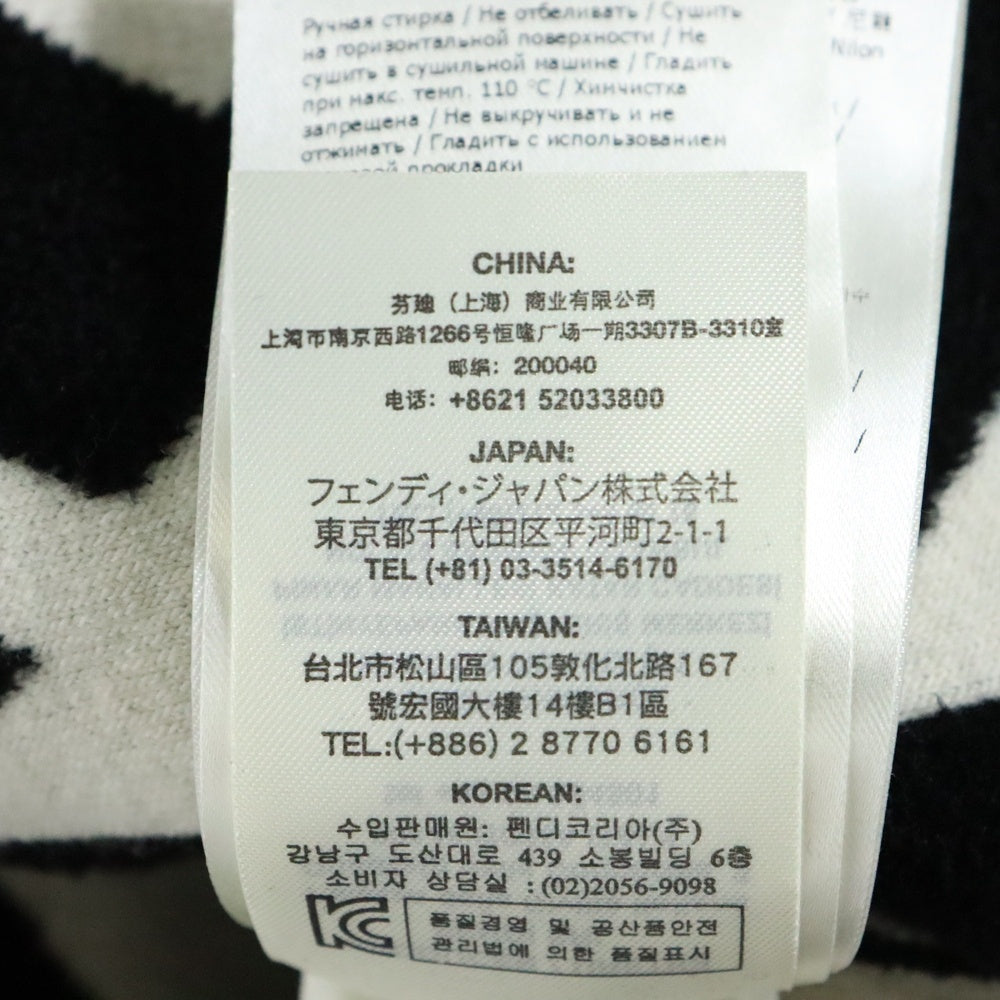 Ручная стирка / Не отбеливать / Сушить
на горизонтальной поверхности / Не
сушить в сушильной машине / Гладить
при макс. темп. 110 °C / Химчистка
запрещена / Не выкручивать и не
отжимать / Гладить с использованием
прокладки
Nilon
CHINA:
芬迪（上海）商业有限公司
上海市南京西路1266号恒隆广场一期3307B-3310室
邮编：200040
电话：+8621 52033800
JAPAN:
フェンディ・ジャパン株式会社
東京都千代田区平河町2-1-1
TEL (+81) 03-3514-6170
TAIWAN:
台北市松山區105敦化北路167
號宏國大樓14樓B1區
TEL.:(+886) 2 8770 6161
KOREAN:
수입판매원: 펜디코리아(주)
강남구 도산대로 439 소봉빌딩 6층
소비자 상담실 :(02)2056-9098
품질경영 및 공산품안전
관리법에 의한 품질표시